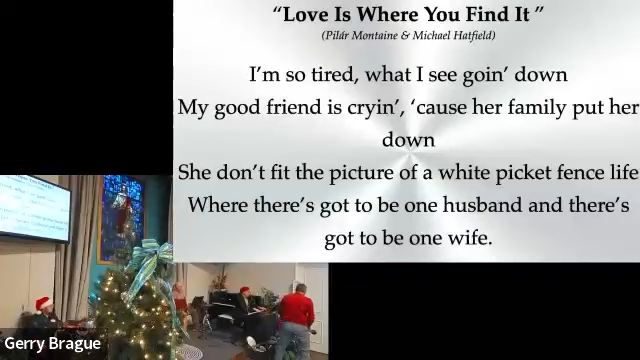 “Love Is Where You Find It ”
(Pilár Montaine & Michael Hatfield)
I’m so tired, what I see goin’ down
My good friend is cryin’, ‘cause her family put her
down
She don’t fit the picture of a white picket fence life
Where there’s got to be one husband and there’s
got to be one wife.
Gerry Brague